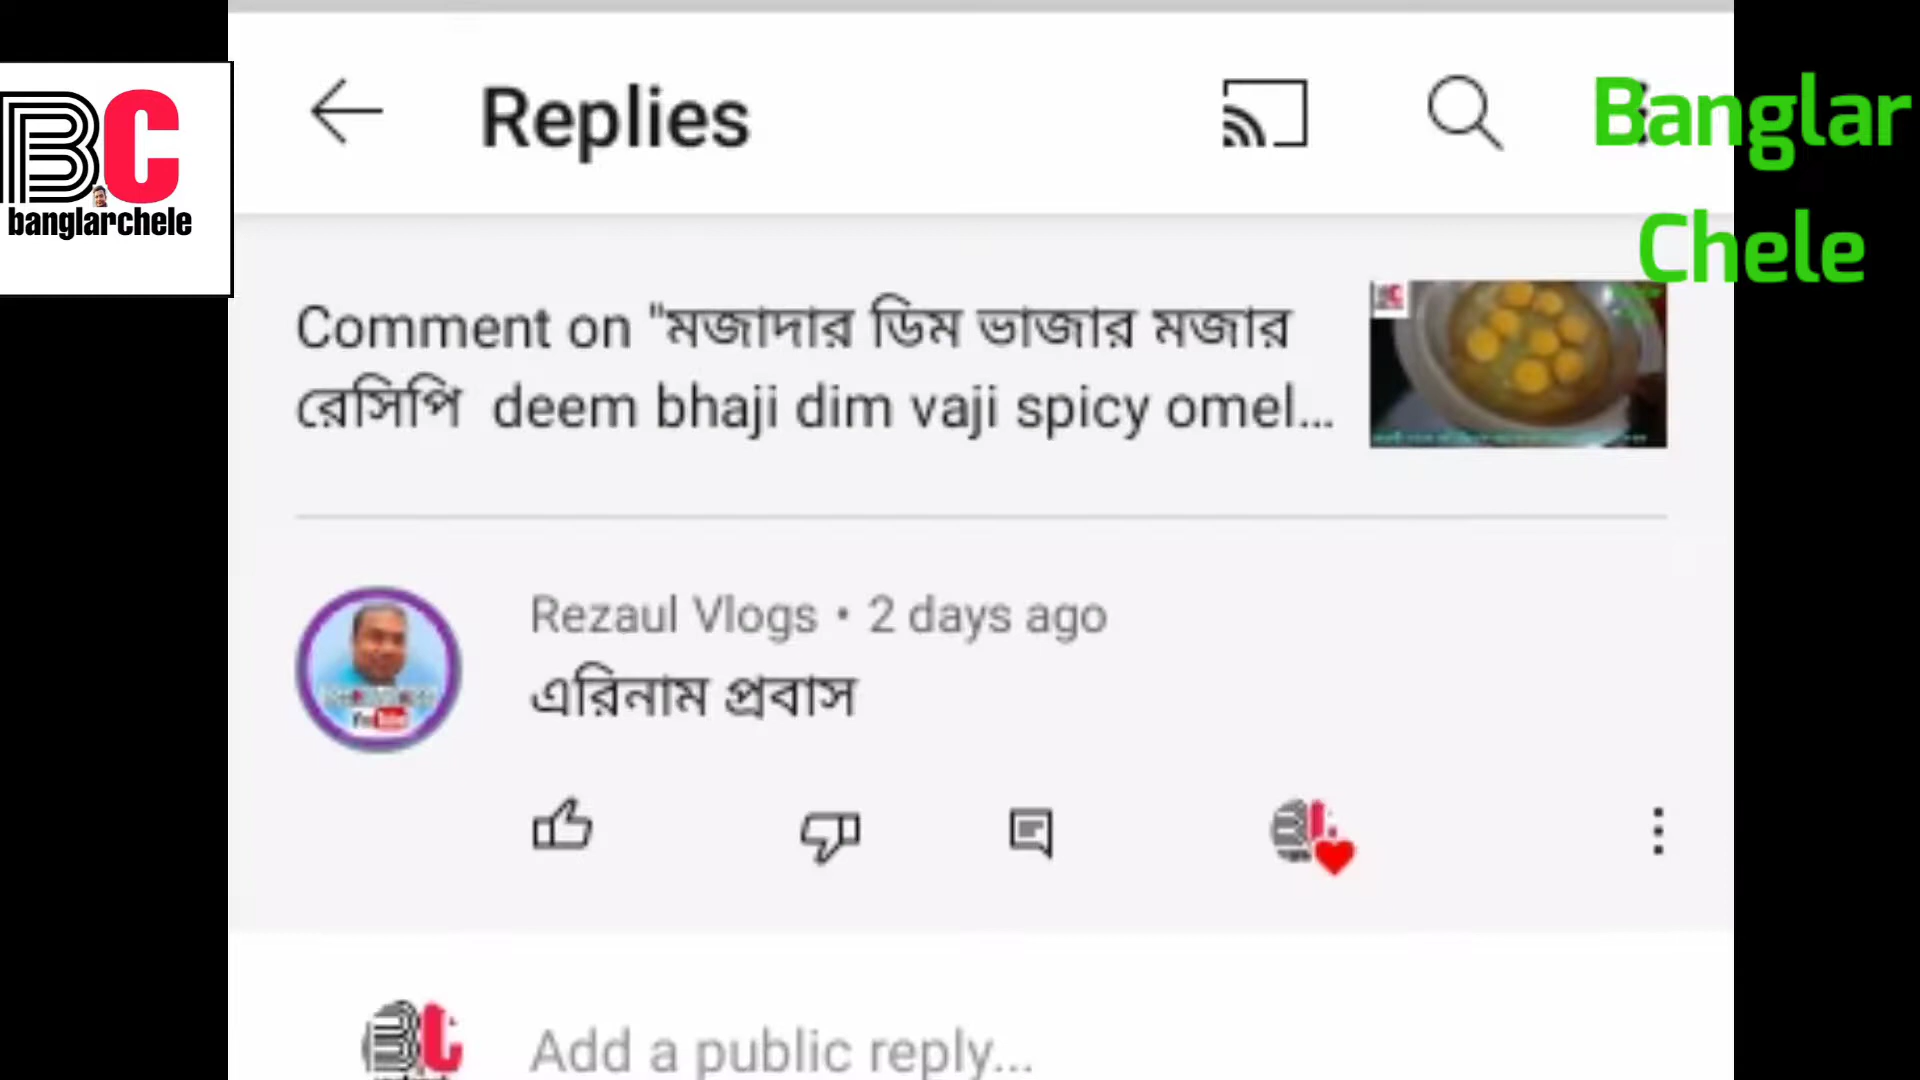 BC
banglarchele
Replies
Banglar
Chele
Comment on "মজাদার ডিম ভাজার মজার
রেসিপি deem bhaji dim vaji spicy omel...
Rezaul Vlogs • 2 days ago
এরিনাম প্রবাস
Add a public reply...